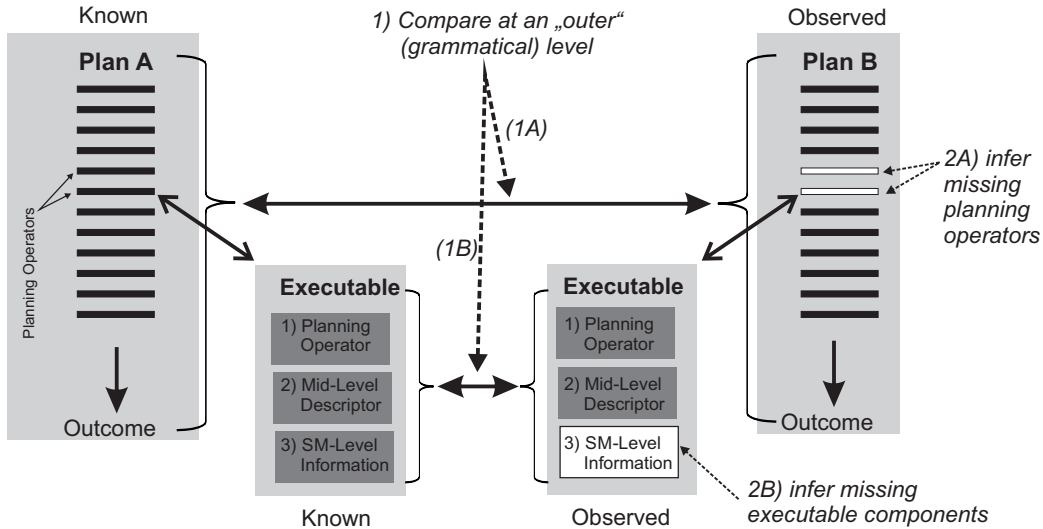 Known
1) Compare at an „outer“
(grammatical) level
Observed
Plan A
Plan B
(1A)
2A) infer
missing
planning
operators
Planning Operators
(1B)
Executable
1) Planning
Operator
2) Mid-Level
Descriptor
3) SM-Level
Information
Executable
1) Planning
Operator
2) Mid-Level
Descriptor
3) SM-Level
Information
Outcome
Outcome
2B) infer missing
executable components
Known
Observed